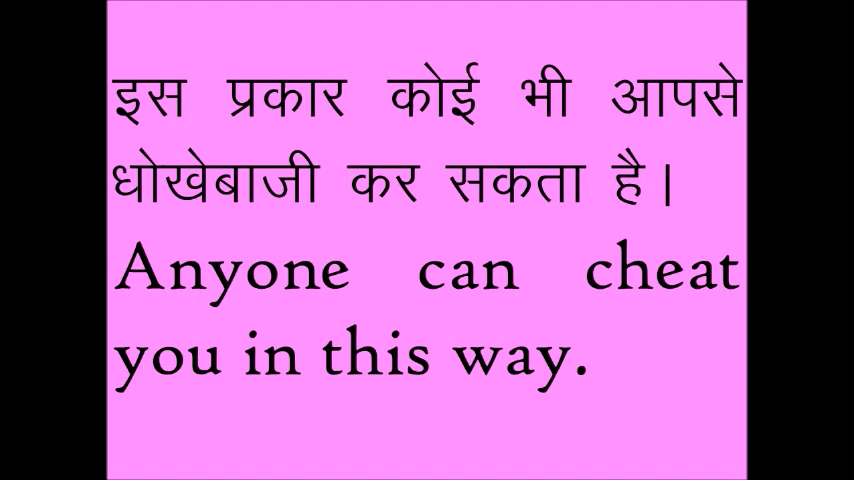 इस प्रकार कोई भी आपसे
धोखेबाजी कर सकता है।
Anyone can cheat
you in this way.